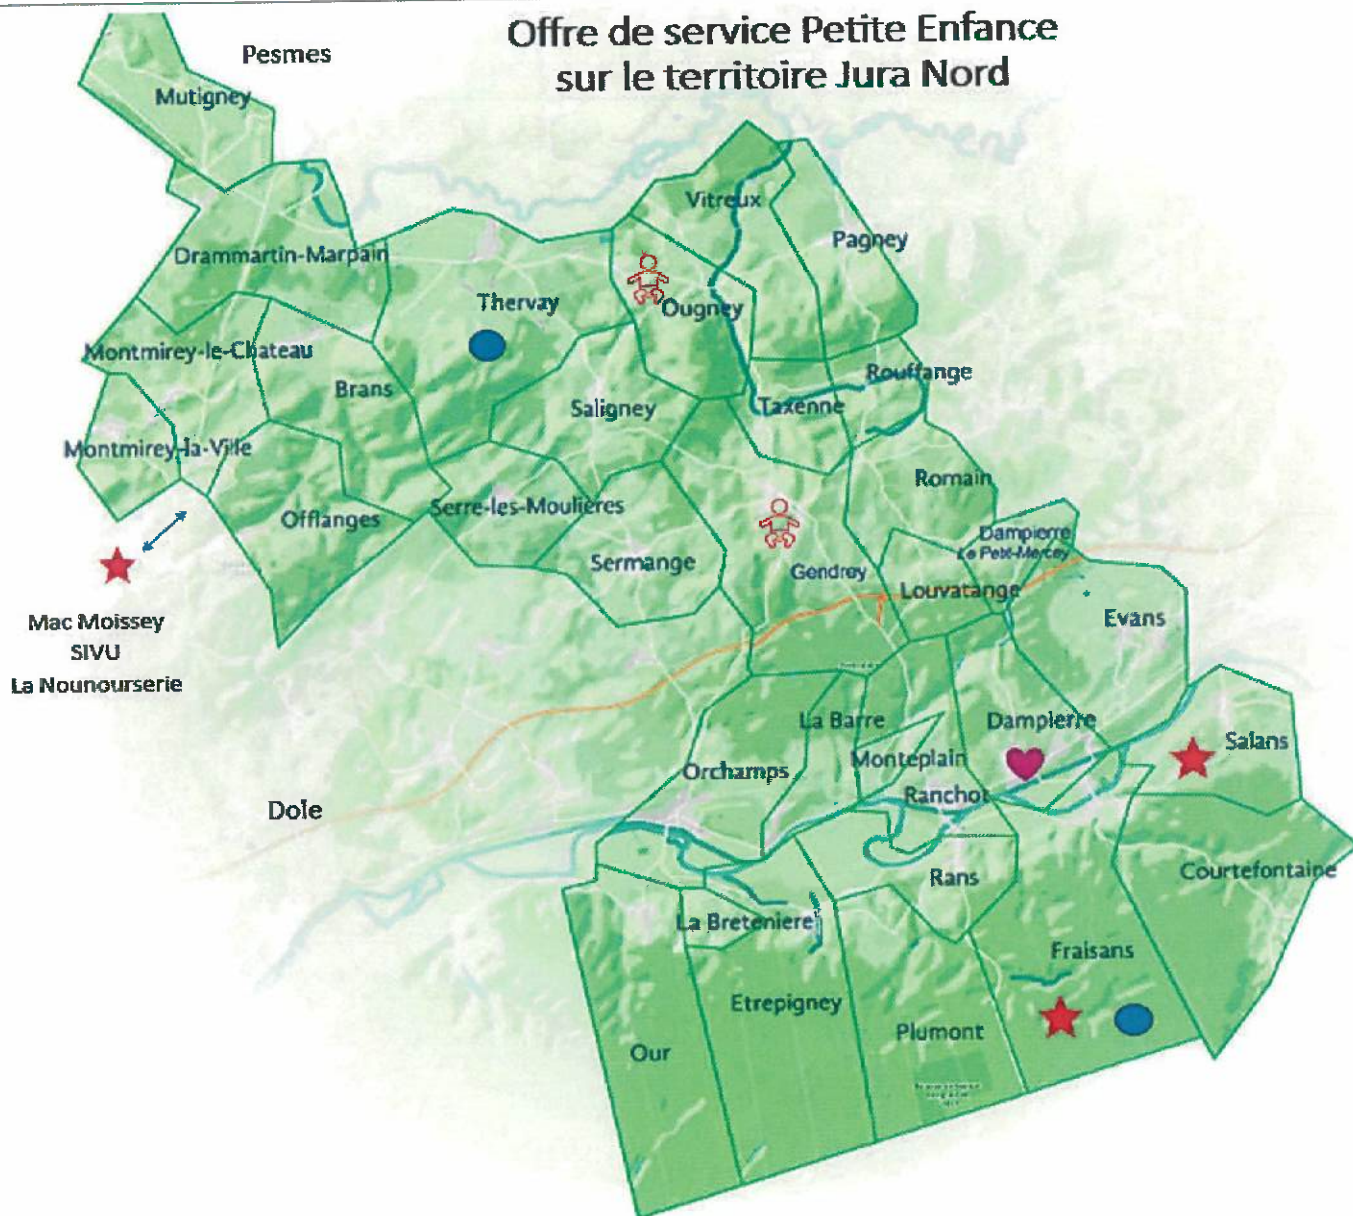 Offre de service Petite Enfance
sur le territoire Jura Nord
Pesmes
Mutigney
Vitreux
Pagney
Drammartin-Marpain
Thervay
Ougney
Montmirey-le-Chateau
Rouffange
Brans
Saligney
Taxenne
Montmirey-la-Ville
Romain
Serre-les-Moulières
Offlanges
Dampierre
Le Petit-Mercey
Sermange
Gendrey
Louvatange
Evans
Mac Moissey
SIVU
La Nounourserie
La Barre
Dampierre
Salans
Monteplain
Orchamps
Ranchot
Dole
Courtefontaine
Rans
La Breteniere
Fraisans
Etrepigney
Plumont
Our